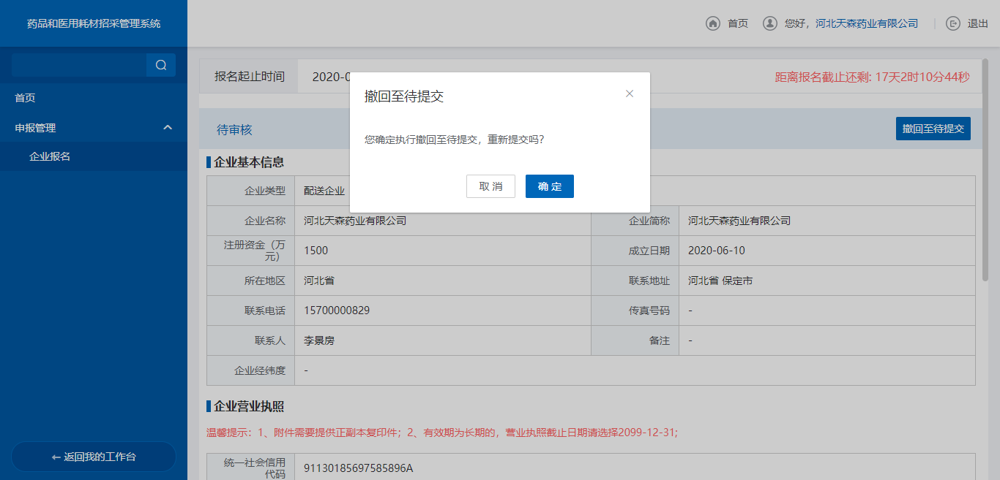 药品和医用耗材招采管理系统
首页
您好，河北天森药业有限公司
退出
首页
申报管理
企业报名
返回我的工作台
报名起止时间
2020-0
距离报名截止还剩: 17天2时10分44秒
待审核
撤回至待提交
撤回至待提交
您确定执行撤回至待提交，重新提交吗?
取 消
确 定
企业基本信息
企业类型
配送企业
企业名称
河北天森药业有限公司
企业简称
河北天森药业有限公司
注册资金（万
元）
1500
成立日期
2020-06-10
所在地区
河北省
联系地址
河北省 保定市
联系电话
15700000829
传真号码
-
联系人
李景房
备注
-
企业经纬度
-
企业营业执照
温馨提示：1、附件需要提供正副本复印件；2、有效期为长期的，营业执照截止日期请选择2099-12-31;
统一社会信用
代码
91130185697585896A